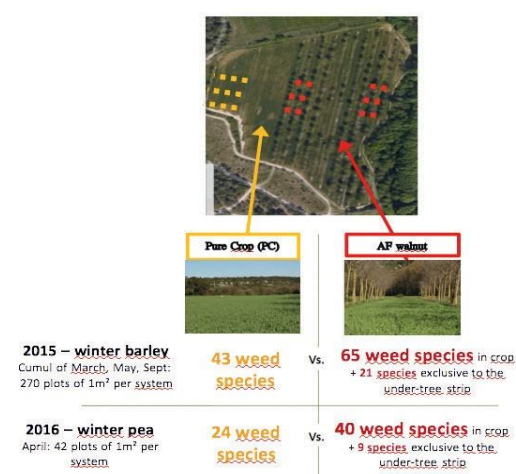 Pure Crop (PC)
AF walnut
2015 – winter barley
Cumul of March, May, Sept:
270 plots of 1m² per system
43 weed
species
Vs.
65 weed species in crop
+ 21 species exclusive to the
under-tree strip
2016 – winter pea
April: 42 plots of 1m² per
system
24 weed
species
Vs.
40 weed species in crop
+ 9 species exclusive to the
under-tree strip